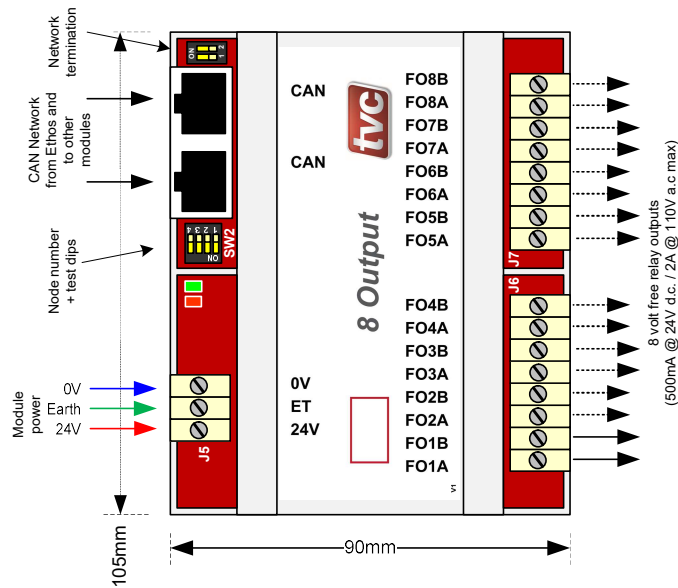 Network
termination
CAN Network
from Ethos and
to other
modules
Node number
+ test dips
Module
power
0V
Earth
24V
105mm
90mm
ON
1 2
CAN
CAN
tvc
8 Output
1 2 3 4
ON
SW2
J5
0V
ET
24V
FO8B
FO8A
FO7B
FO7A
FO6B
FO6A
FO5B
FO5A
J7
J6
FO4B
FO4A
FO3B
FO3A
FO2B
FO2A
FO1B
FO1A
V1
8 volt free relay outputs
(500mA @ 24V d.c. / 2A @ 110V a.c max)